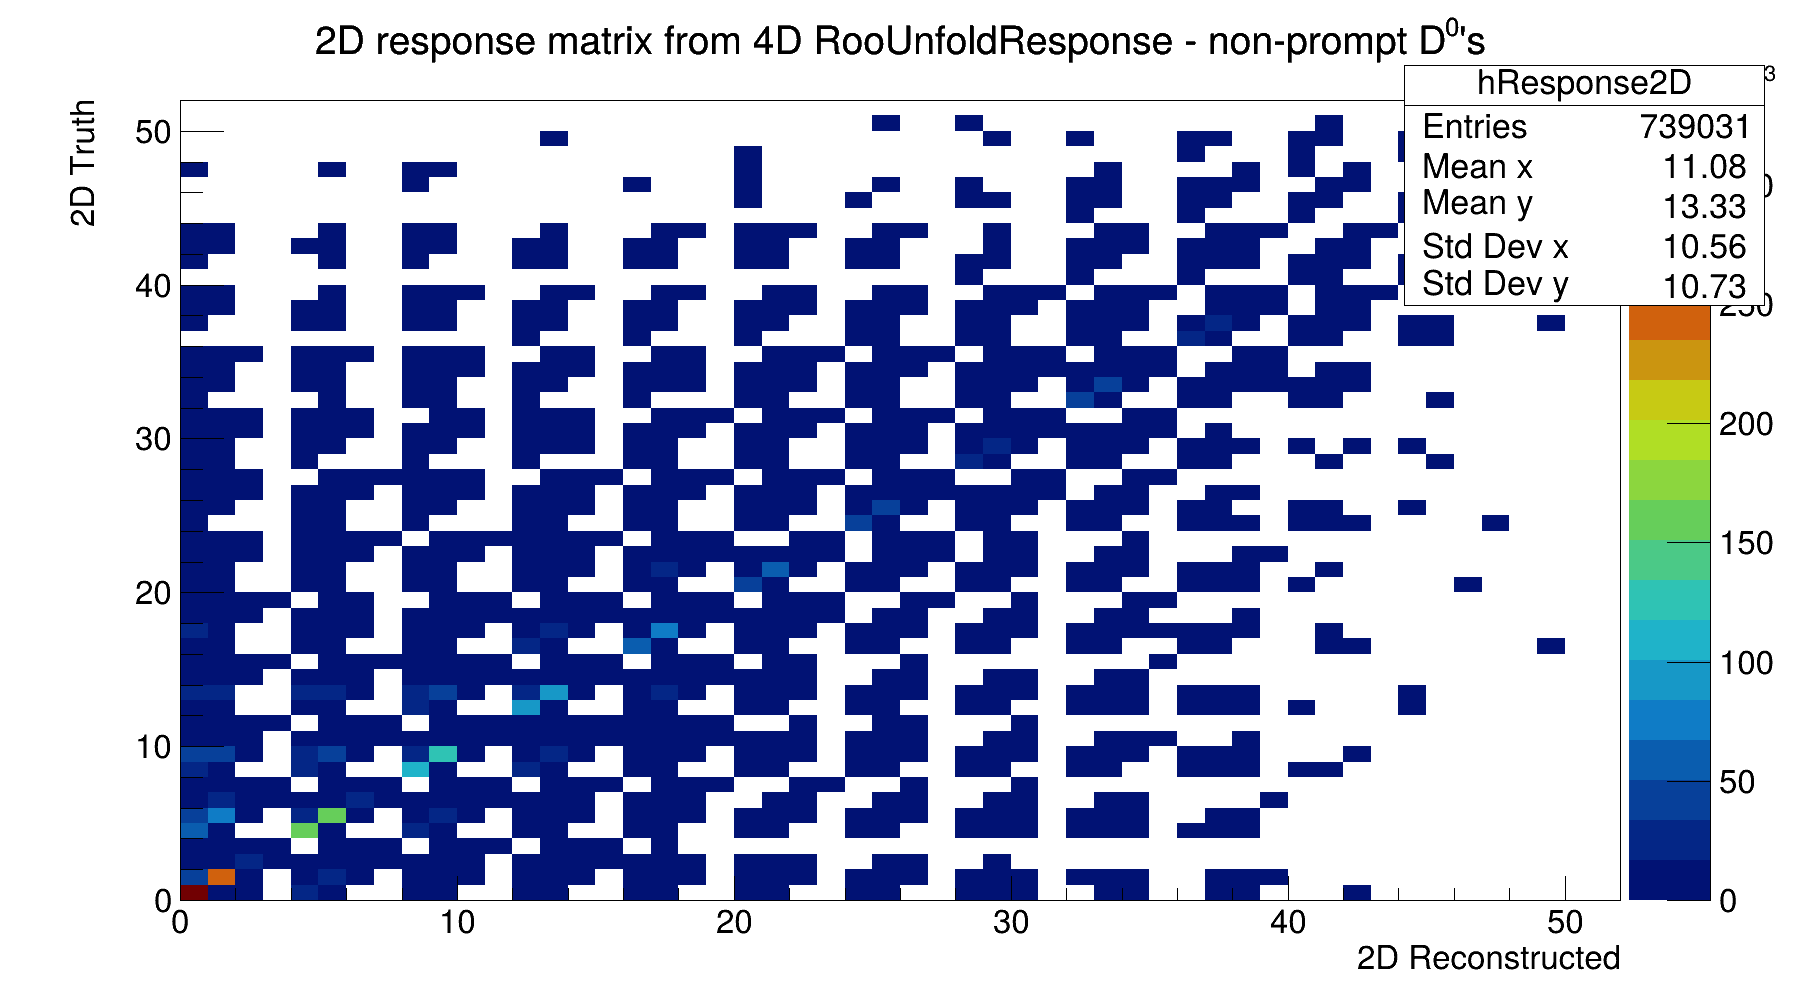 2D response matrix from 4D RooUnfoldResponse - non-prompt D⁰'s
hResponse2D
Entries 739031
Mean x 11.08
Mean y 13.33
Std Dev x 10.56
Std Dev y 10.73
2D Truth
50
40
30
20
10
0
0 10 20 30 40 50
2D Reconstructed
3
250
200
150
100
50
0